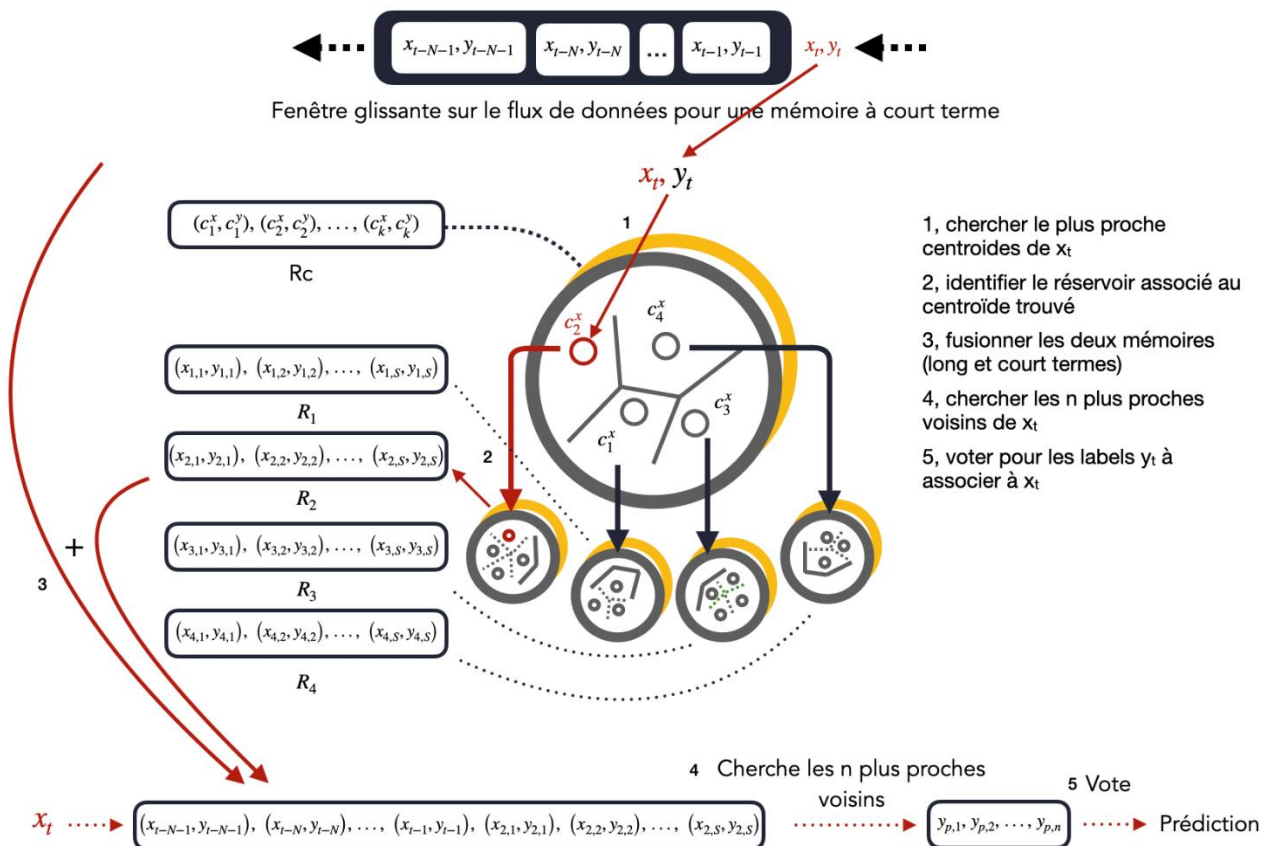 x_{t−N−1}, y_{t−N−1} x_{t−N}, y_{t−N} ... x_{t−1}, y_{t−1} x_t, y_t
Fenêtre glissante sur le flux de données pour une mémoire à court terme
x_t, y_t
(c_1^x, c_1^y), (c_2^x, c_2^y), . . . , (c_k^x, c_k^y)
Rc
1
c_2^x
c_4^x
c_1^x
c_3^x
1, chercher le plus proche
centroides de x_t
2, identifier le réservoir associé au
centroïde trouvé
3, fusionner les deux mémoires
(long et court termes)
4, chercher les n plus proches
voisins de x_t
5, voter pour les labels y_t à
associer à x_t
(x_{1,1}, y_{1,1}), (x_{1,2}, y_{1,2}), . . . , (x_{1,S}, y_{1,S})
R_1
(x_{2,1}, y_{2,1}), (x_{2,2}, y_{2,2}), . . . , (x_{2,S}, y_{2,S})
R_2
2
(x_{3,1}, y_{3,1}), (x_{3,2}, y_{3,2}), . . . , (x_{3,S}, y_{3,S})
R_3
(x_{4,1}, y_{4,1}), (x_{4,2}, y_{4,2}), . . . , (x_{4,S}, y_{4,S})
R_4
+
3
4 Cherche les n plus proches
voisins
5 Vote
x_t
(x_{t−N−1}, y_{t−N−1}), (x_{t−N}, y_{t−N}), . . . , (x_{t−1}, y_{t−1}), (x_{2,1}, y_{2,1}), (x_{2,2}, y_{2,2}), . . . , (x_{2,S}, y_{2,S})
y_{p,1}, y_{p,2}, . . . , y_{p,n}
Prédiction